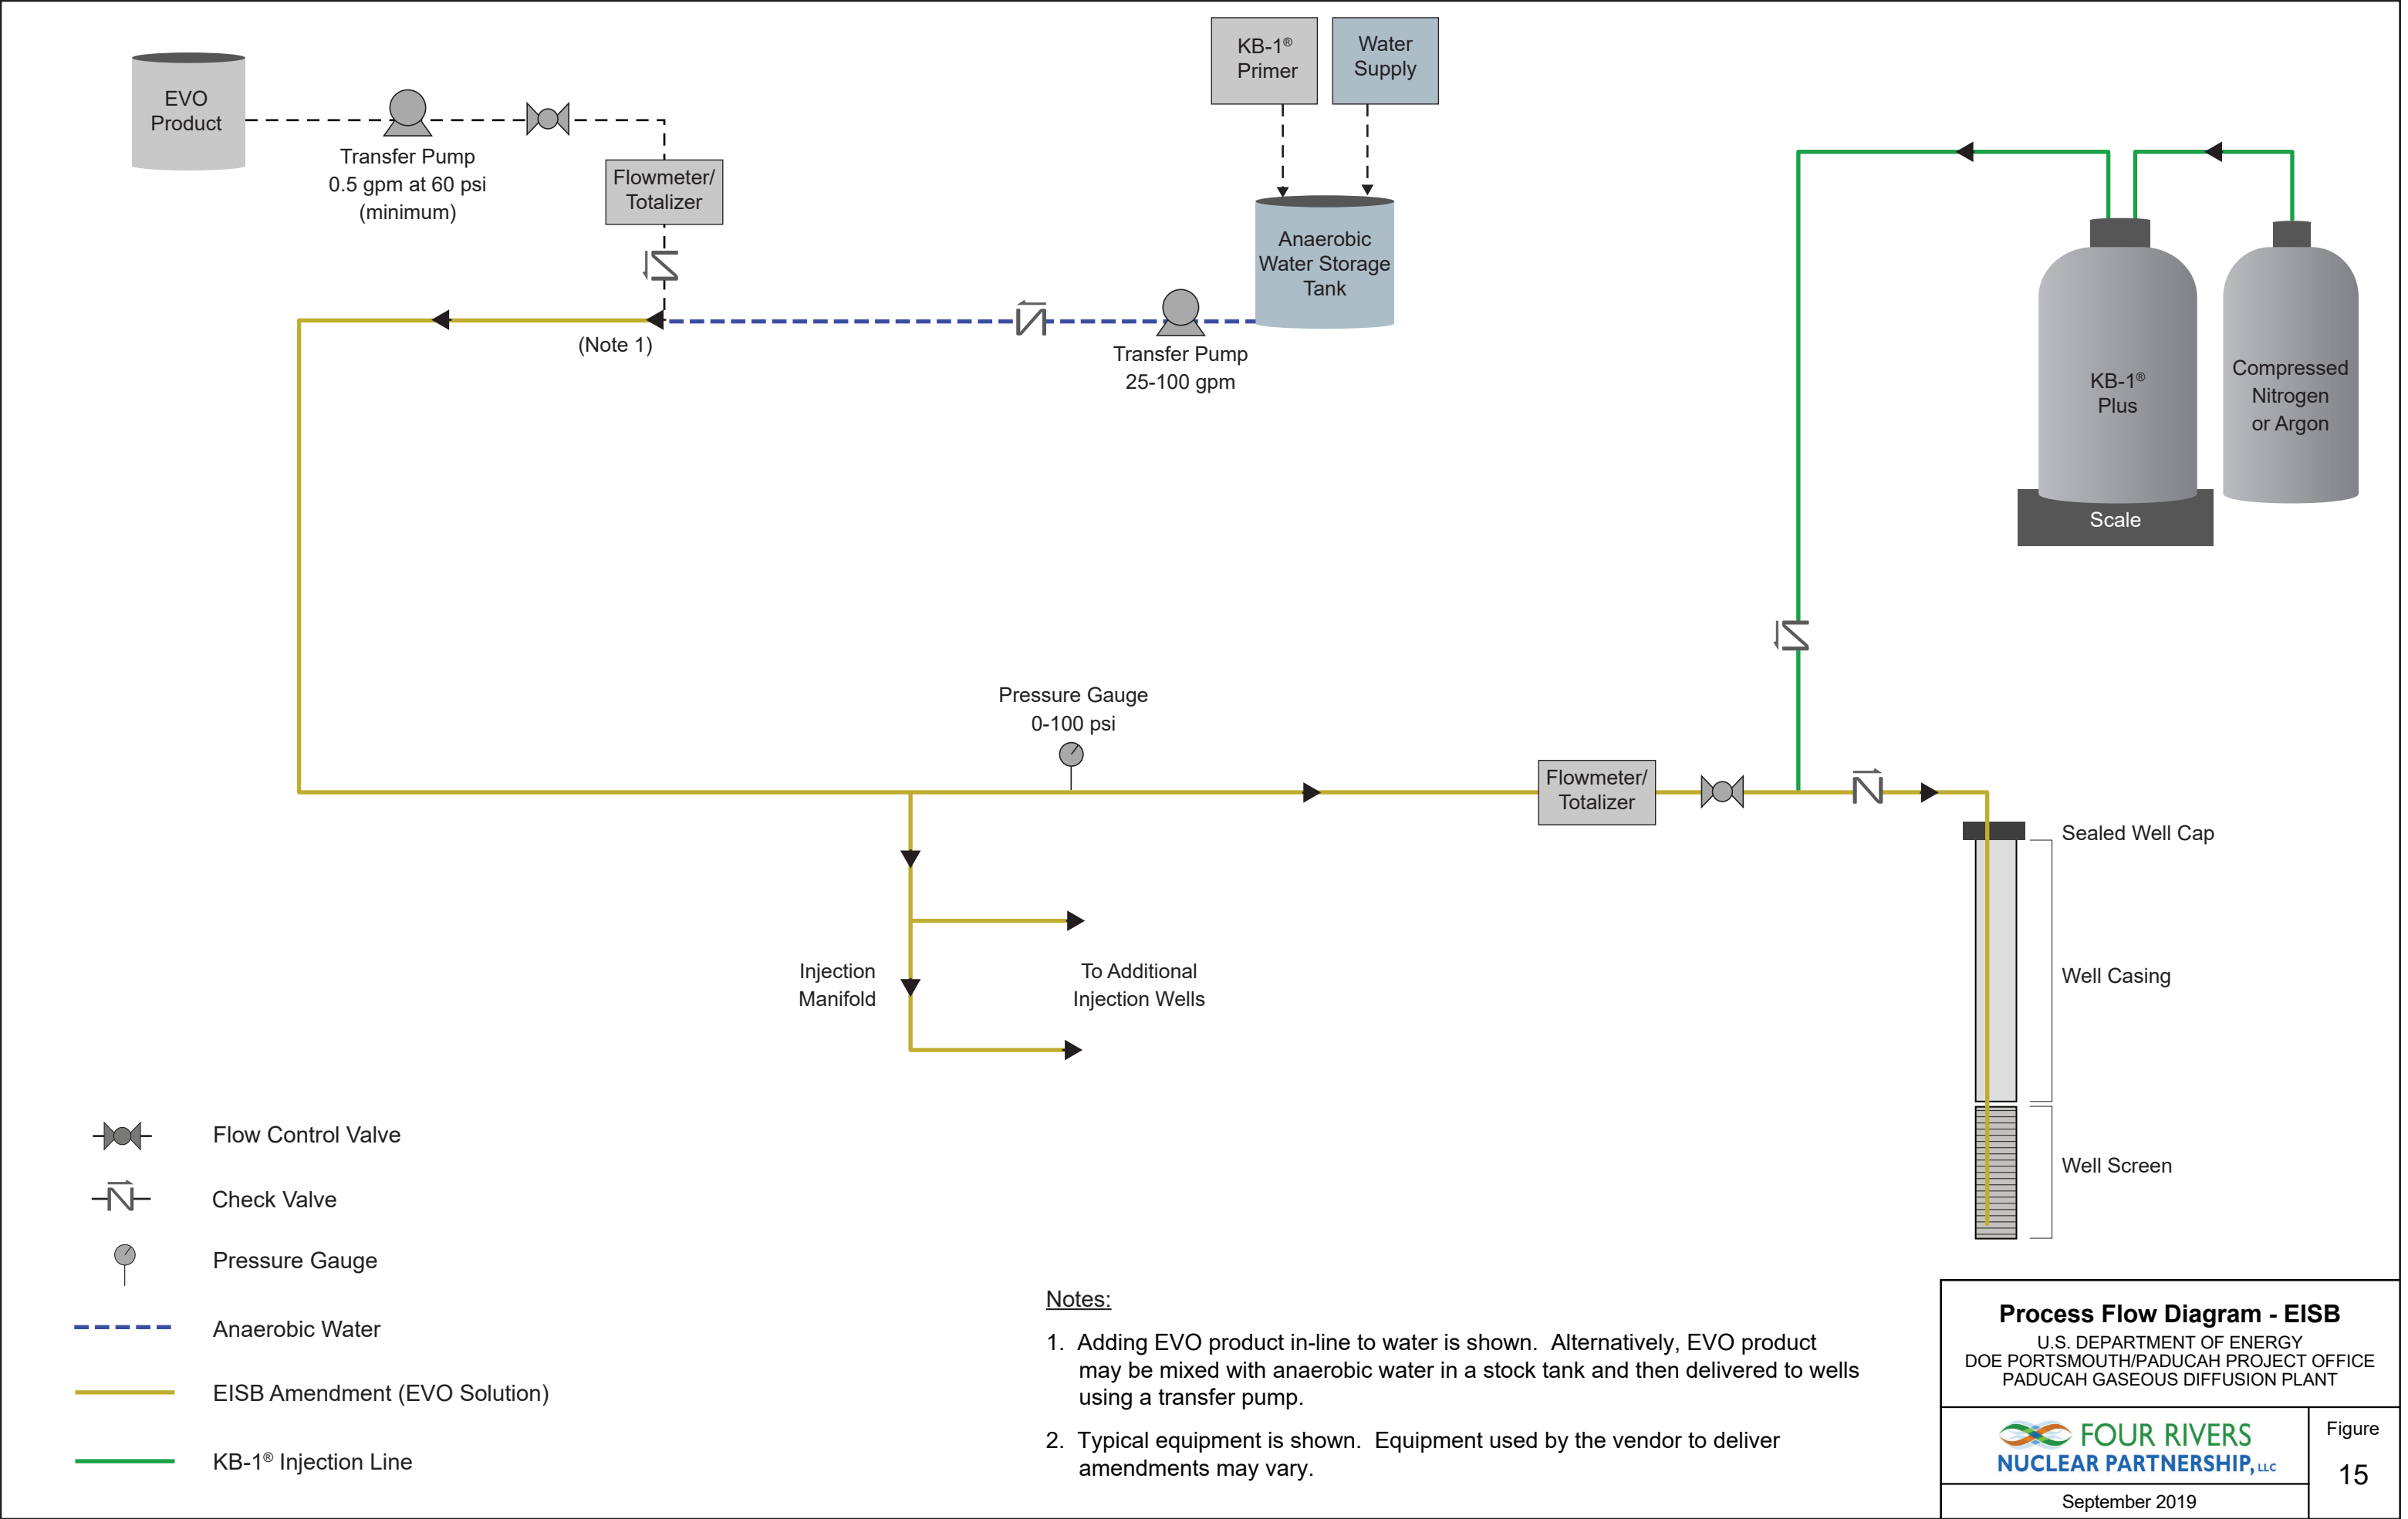 EVO
Product
Transfer Pump
0.5 gpm at 60 psi
(minimum)
Flowmeter/
Totalizer
(Note 1)
KB-1®
Primer
Water
Supply
Anaerobic
Water Storage
Tank
Transfer Pump
25-100 gpm
KB-1®
Plus
Scale
Compressed
Nitrogen
or Argon
Pressure Gauge
0-100 psi
Flowmeter/
Totalizer
Injection
Manifold
To Additional
Injection Wells
Sealed Well Cap
Well Casing
Well Screen
Flow Control Valve
Check Valve
Pressure Gauge
Anaerobic Water
EISB Amendment (EVO Solution)
KB-1® Injection Line
Notes:
1. Adding EVO product in-line to water is shown. Alternatively, EVO product
may be mixed with anaerobic water in a stock tank and then delivered to wells
using a transfer pump.
2. Typical equipment is shown. Equipment used by the vendor to deliver
amendments may vary.
Process Flow Diagram - EISB
U.S. DEPARTMENT OF ENERGY
DOE PORTSMOUTH/PADUCAH PROJECT OFFICE
PADUCAH GASEOUS DIFFUSION PLANT
FOUR RIVERS
NUCLEAR PARTNERSHIP, LLC
September 2019
Figure
15